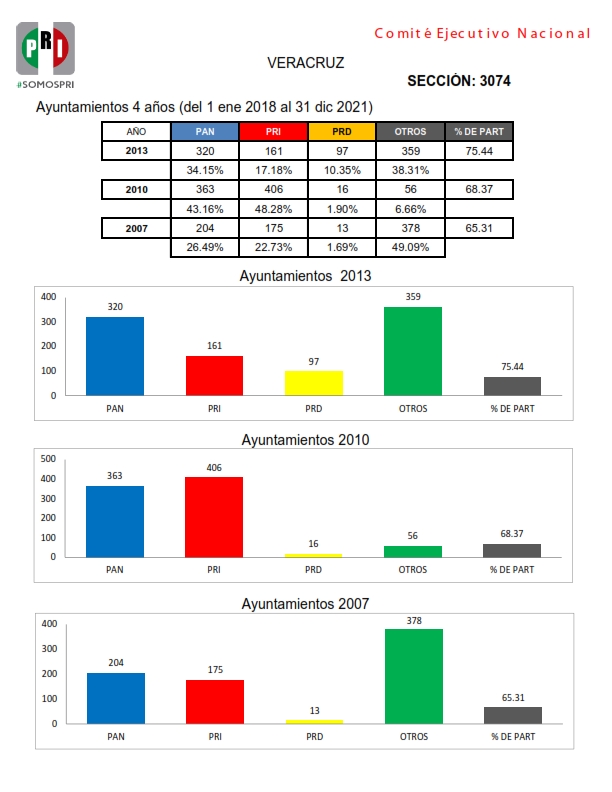 Comité Ejecutivo Nacional
PRI
#SOMOSPRI
VERACRUZ
SECCIÓN: 3074
Ayuntamientos 4 años (del 1 ene 2018 al 31 dic 2021)
AÑO PAN PRI PRD OTROS % DE PART
2013 320 161 97 359 75.44
34.15% 17.18% 10.35% 38.31%
2010 363 406 16 56 68.37
43.16% 48.28% 1.90% 6.66%
2007 204 175 13 378 65.31
26.49% 22.73% 1.69% 49.09%
Ayuntamientos 2013
400
300
200
100
0
320
161
97
359
75.44
PAN PRI PRD OTROS % DE PART
Ayuntamientos 2010
500
400
300
200
100
0
363
406
16
56
68.37
PAN PRI PRD OTROS % DE PART
Ayuntamientos 2007
400
300
200
100
0
204
175
13
378
65.31
PAN PRI PRD OTROS % DE PART